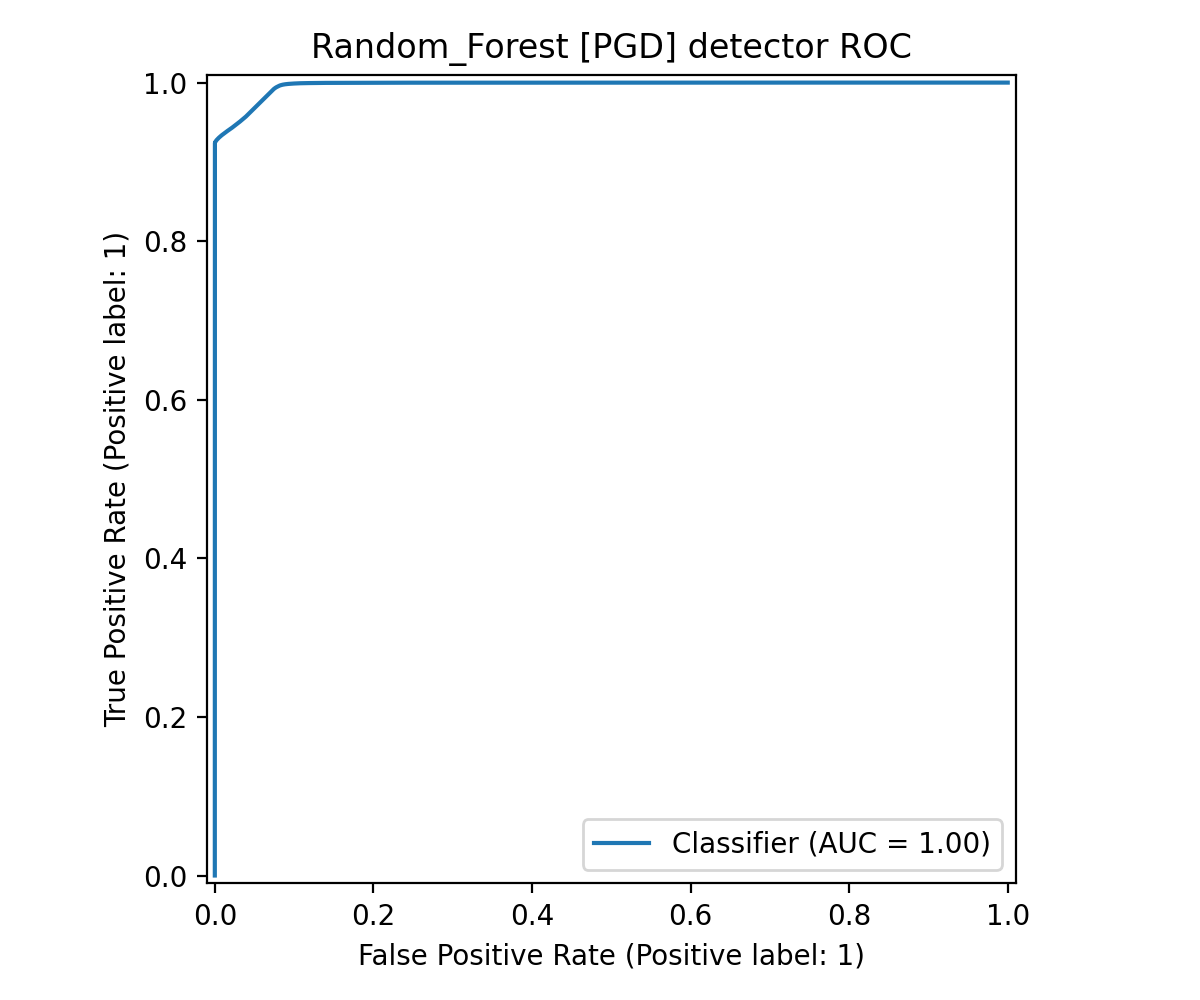 Random_Forest [PGD] detector ROC
True Positive Rate (Positive label: 1)
1.0
0.8
0.6
0.4
0.2
0.0
Classifier (AUC = 1.00)
0.0 0.2 0.4 0.6 0.8 1.0
False Positive Rate (Positive label: 1)